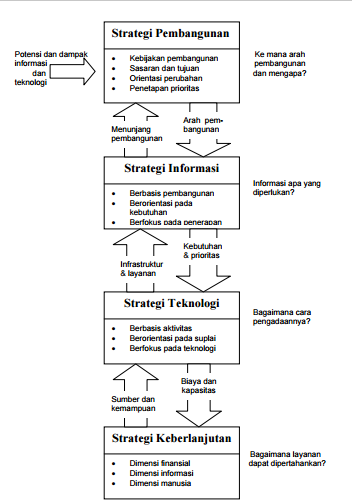 Strategi Pembangunan
Potensi dan dampak
informasi
dan
teknologi
• Kebijakan pembangunan
• Sasaran dan tujuan
• Orientasi perubahan
• Penetapan prioritas
Ke mana arah
pembangunan
dan mengapa?
Menunjang
pembangunan
Arah pem-
bangunan
Strategi Informasi
• Berbasis pembangunan
• Berorientasi pada
kebutuhan
• Berfokus pada penerapan
Informasi apa yang
diperlukan?
Infrastruktur
& layanan
Kebutuhan
& prioritas
Strategi Teknologi
• Berbasis aktivitas
• Berorientasi pada suplai
• Berfokus pada teknologi
Bagaimana cara
pengadaannya?
Sumber dan
kemampuan
Biaya dan
kapasitas
Strategi Keberlanjutan
• Dimensi finansial
• Dimensi informasi
• Dimensi manusia
Bagaimana layanan
dapat dipertahankan?